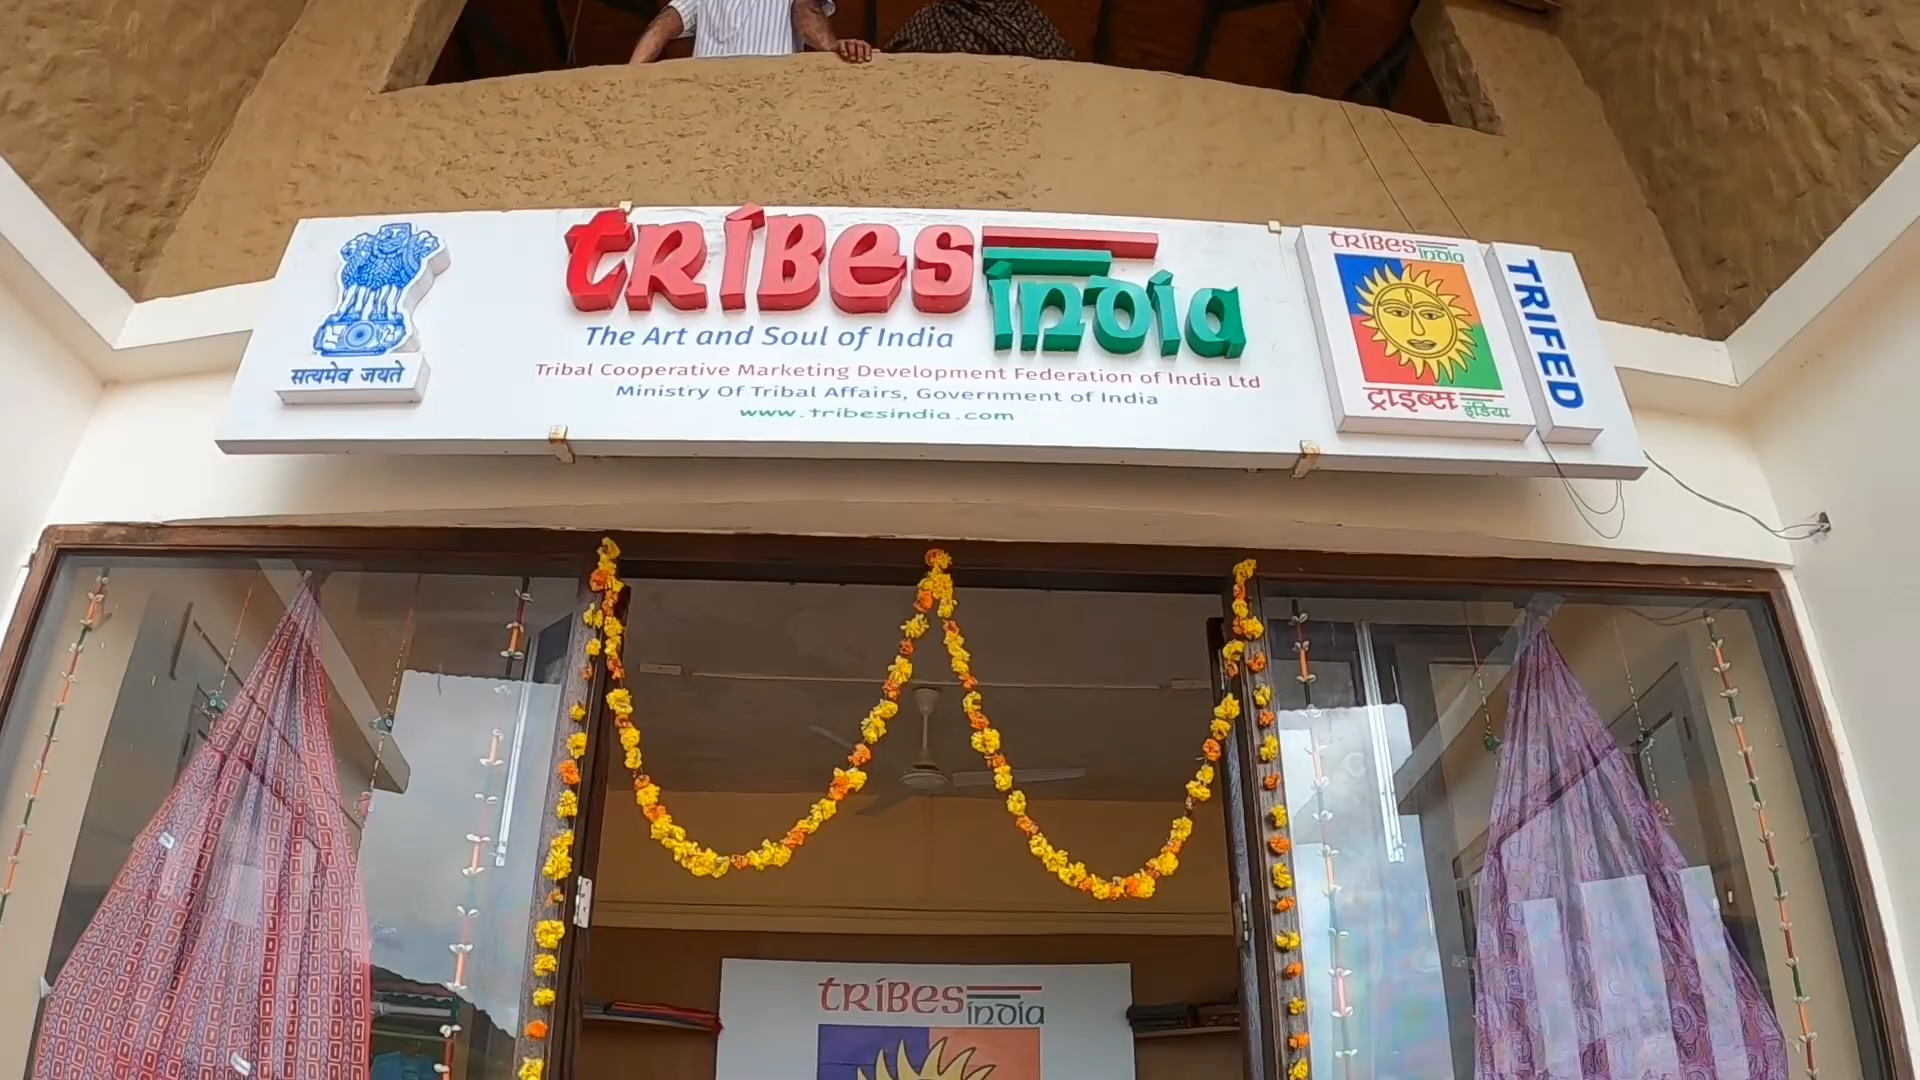 सत्यमेव जयते
TRIBES INDIA
The Art and Soul of India
Tribal Cooperative Marketing Development Federation of India Ltd
Ministry Of Tribal Affairs, Government of India
www.tribesindia.com
TRIBES INDIA
ट्राइब्स इंडिया
TRIFED
TRIBES INDIA